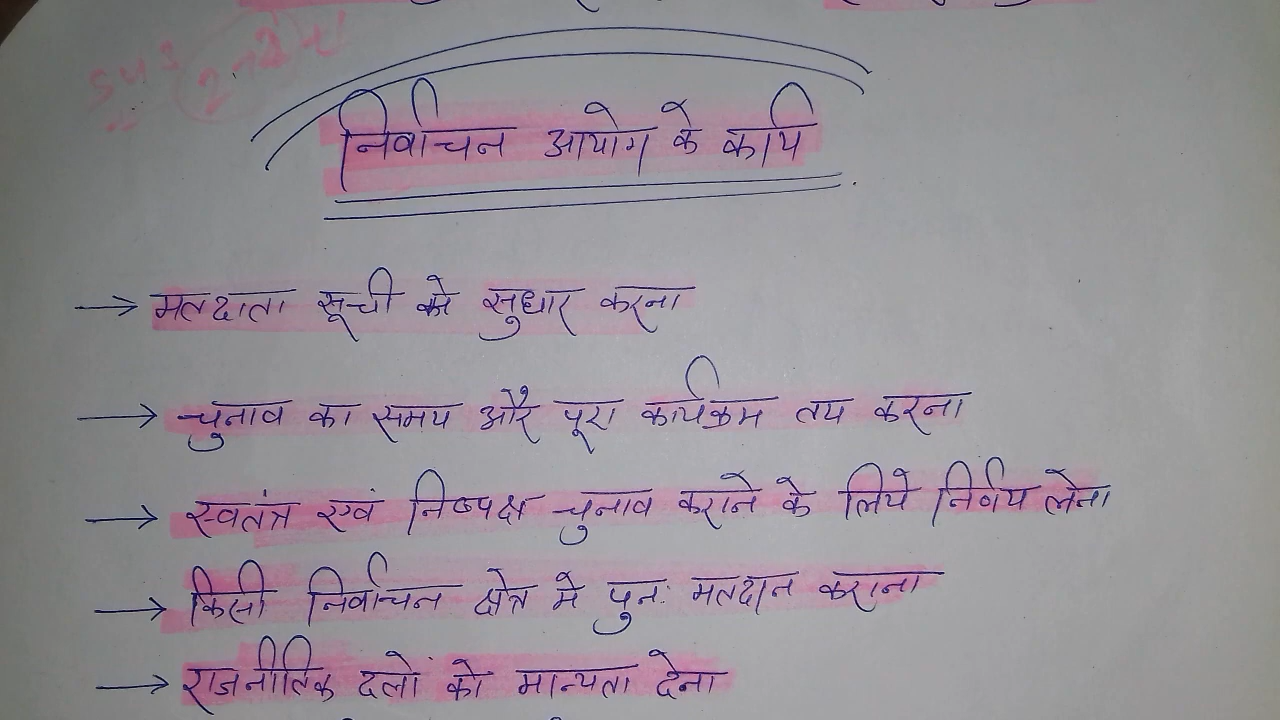 निर्वाचन आयोग के कार्य
→ मतदाता सूची को सुधार करना
→ चुनाव का समय और पूरा कार्यक्रम तय करना
→ स्वतंत्र एवं निष्पक्ष चुनाव कराने के लिये निर्णय लेना
→ किसी निर्वाचन क्षेत्र मे पुनः मतदान कराना
→ राजनीतिक दलों को मान्यता देना